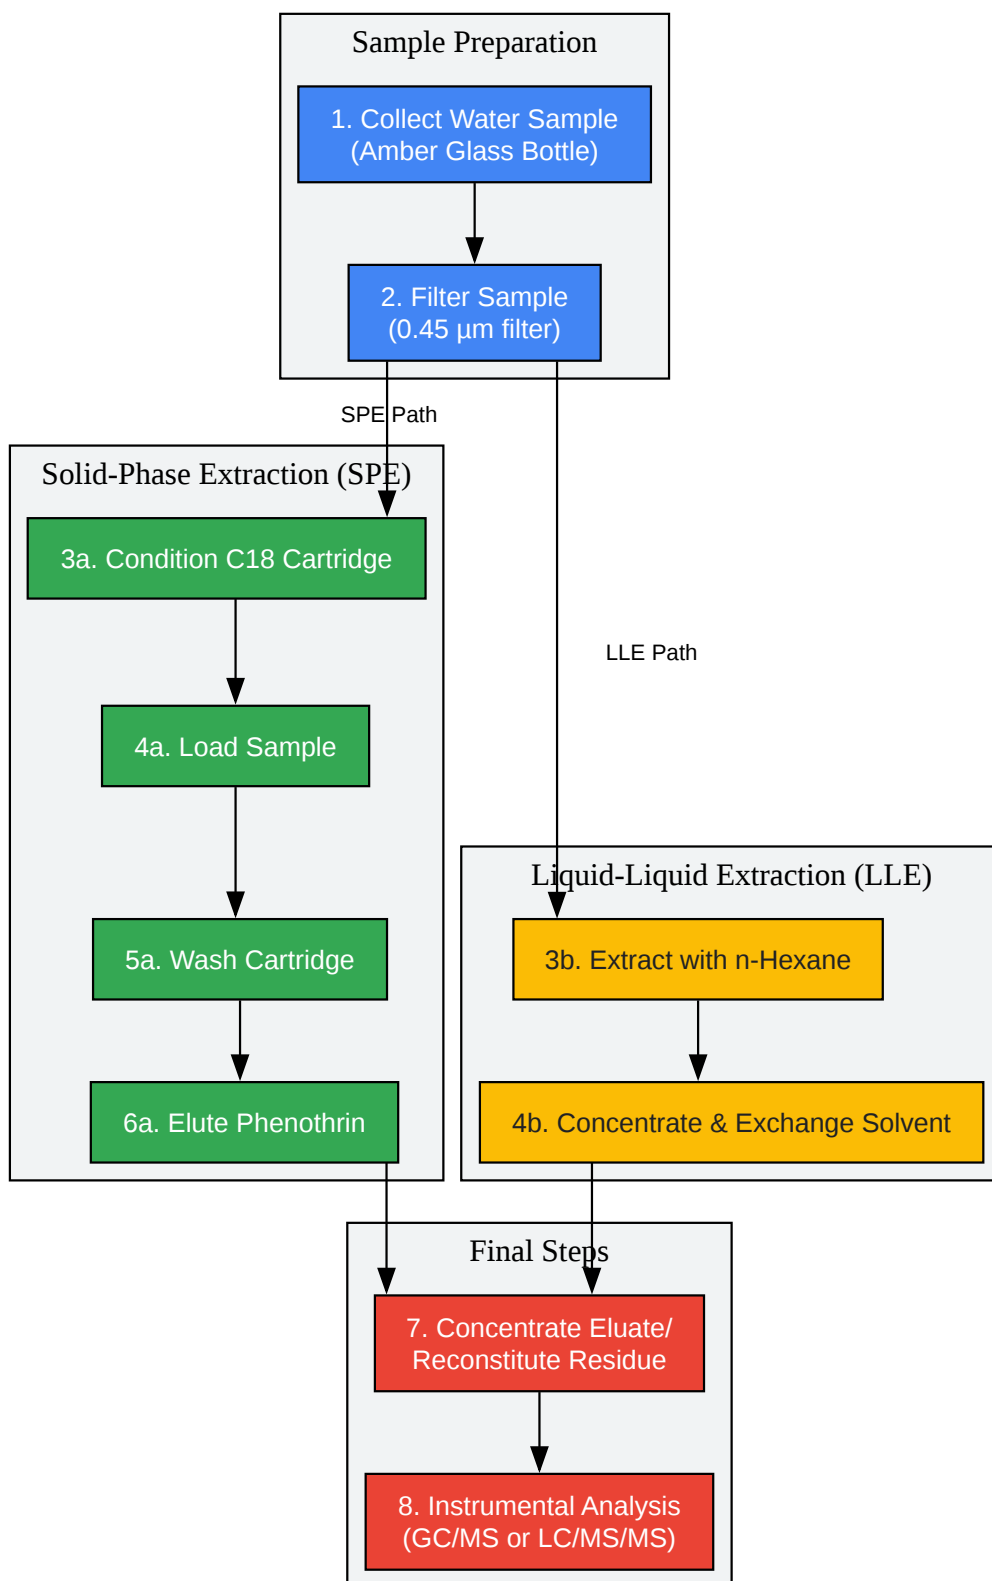 Sample Preparation
1. Collect Water Sample
(Amber Glass Bottle)
2. Filter Sample
(0.45 µm filter)
SPE Path
Solid-Phase Extraction (SPE)
3a. Condition C18 Cartridge
LLE Path
4a. Load Sample
Liquid-Liquid Extraction (LLE)
5a. Wash Cartridge
3b. Extract with n-Hexane
6a. Elute Phenothrin
4b. Concentrate & Exchange Solvent
Final Steps
7. Concentrate Eluate/
Reconstitute Residue
8. Instrumental Analysis
(GC/MS or LC/MS/MS)